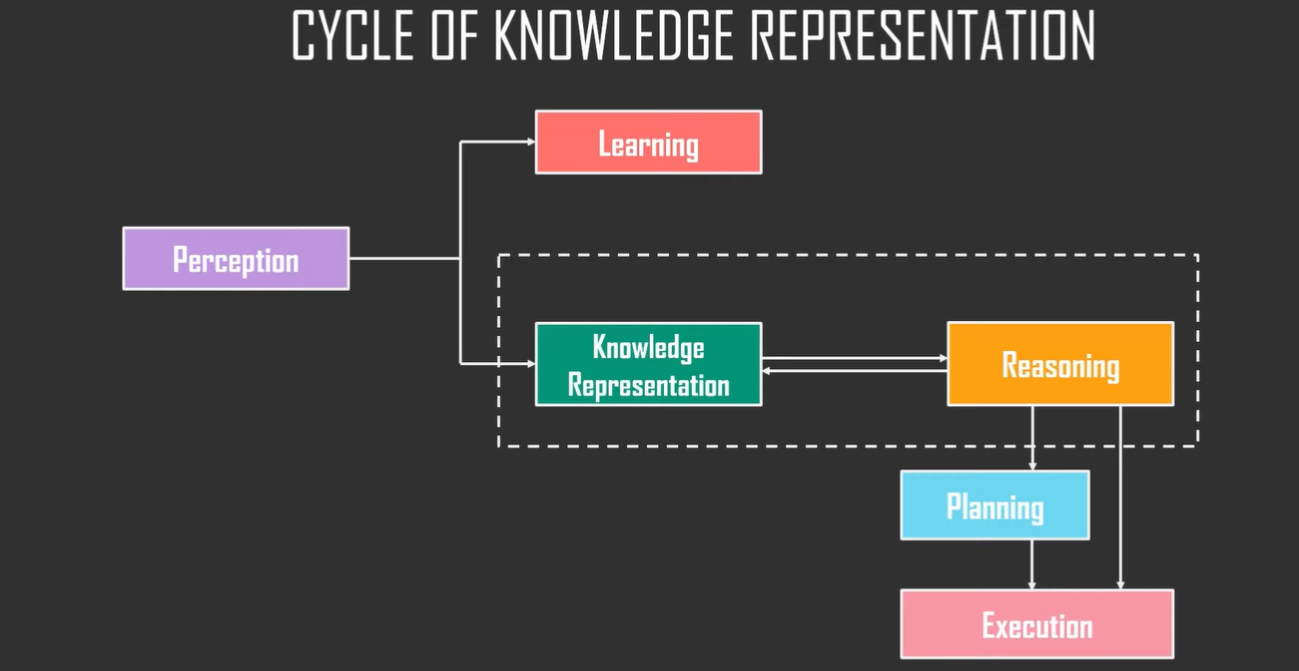 CYCLE OF KNOWLEDGE REPRESENTATION
Learning
Perception
Knowledge
Representation
Reasoning
Planning
Execution